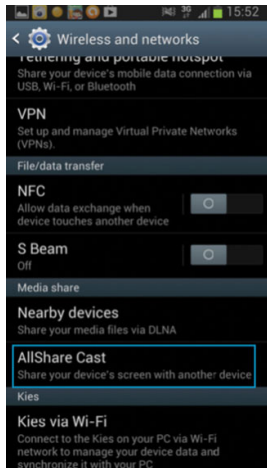 3G 15:52
< Wireless and networks
Tethering and portable hotspot
Share your device's mobile data connection via
USB, Wi-Fi, or Bluetooth
VPN
Set up and manage Virtual Private Networks
(VPNs).
File/data transfer
NFC
Allow data exchange when
device touches another device
S Beam
Off
Media share
Nearby devices
Share your media files via DLNA
AllShare Cast
Share your device's screen with another device
Kies
Kies via Wi-Fi
Connect to the Kies on your PC via Wi-Fi
network to manage your device data and
synchronize it with your PC